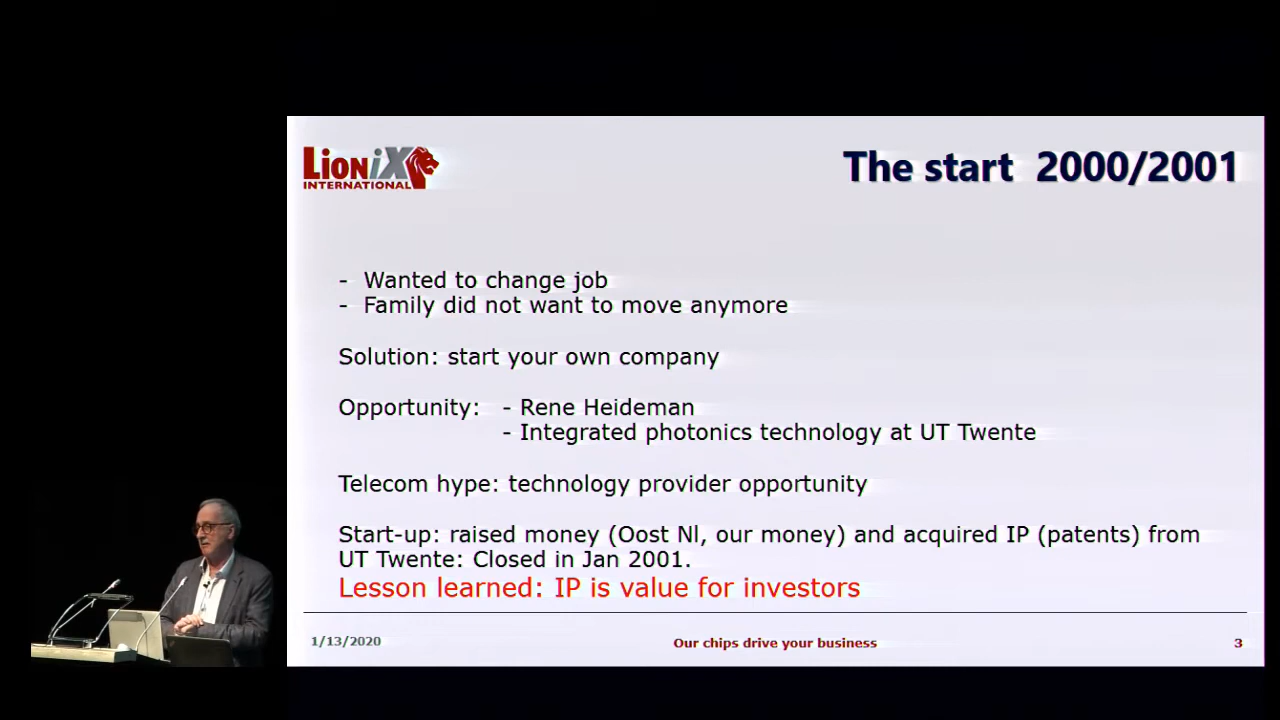 LioniX
INTERNATIONAL
The start 2000/2001
- Wanted to change job
- Family did not want to move anymore
Solution: start your own company
Opportunity: - Rene Heideman
- Integrated photonics technology at UT Twente
Telecom hype: technology provider opportunity
Start-up: raised money (Oost Nl, our money) and acquired IP (patents) from
UT Twente: Closed in Jan 2001.
Lesson learned: IP is value for investors
1/13/2020
Our chips drive your business
3